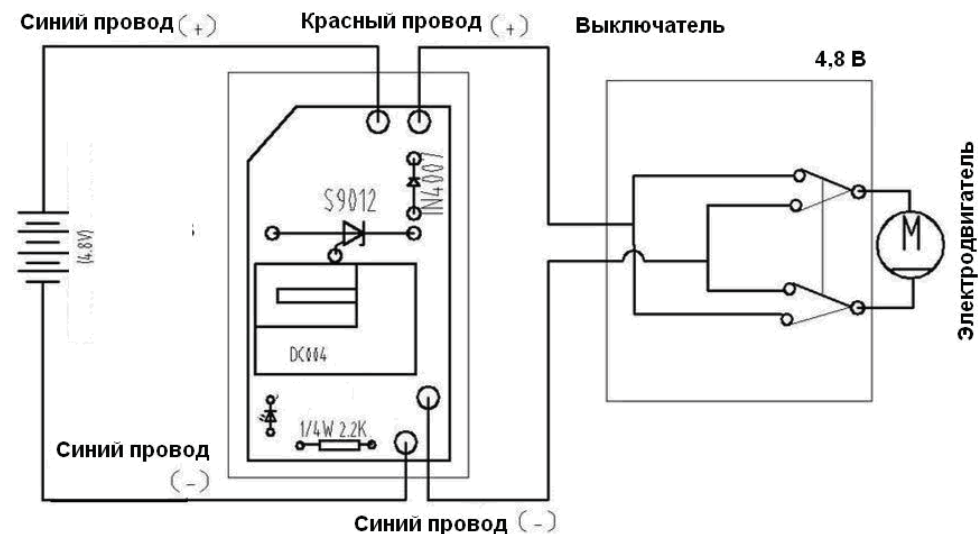 Синий провод (+)
Красный провод (+)
Выключатель
4,8 В
IN4007
S9012
(4.8V)
M
Электродвигатель
DC004
1/4W 2.2K
Синий провод
(-)
Синий провод (-)